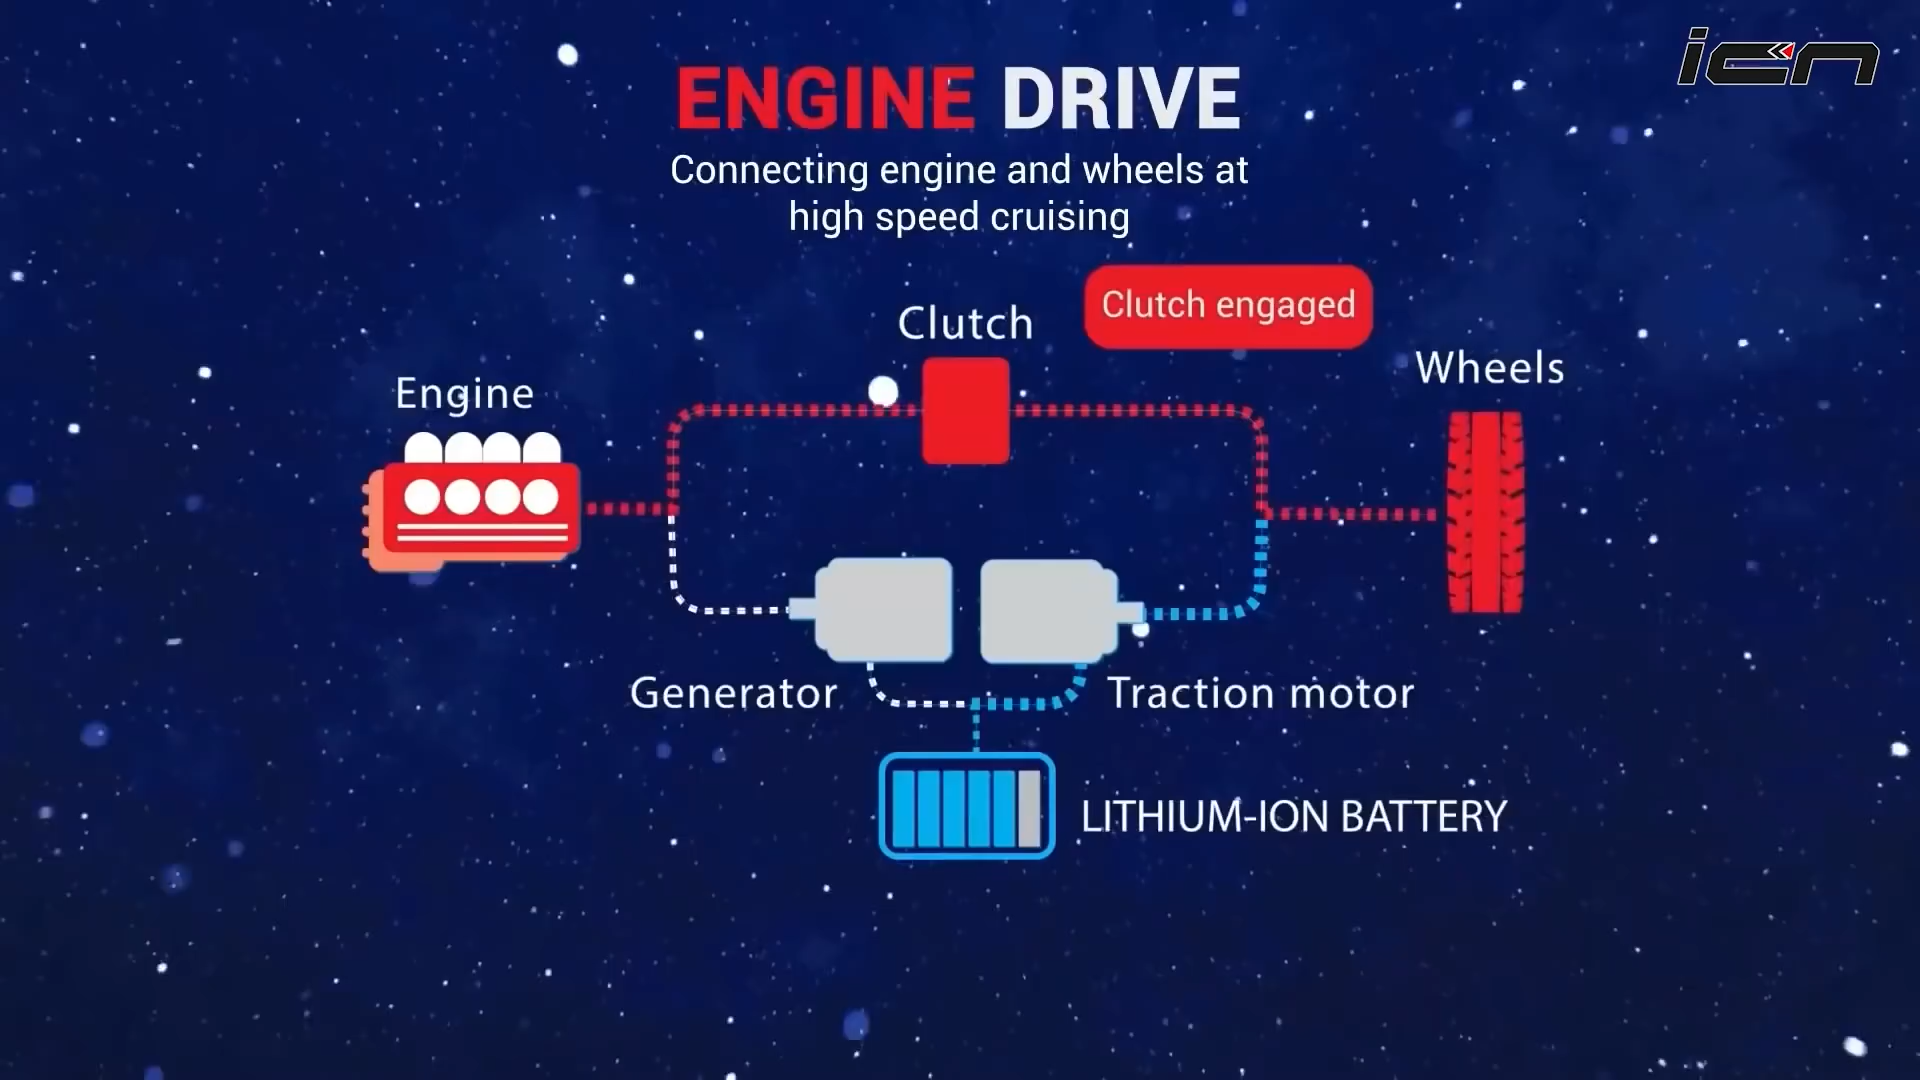 ien
ENGINE DRIVE
Connecting engine and wheels at
high speed cruising
Clutch engaged
Clutch
Wheels
Engine
Generator
Traction motor
LITHIUM-ION BATTERY